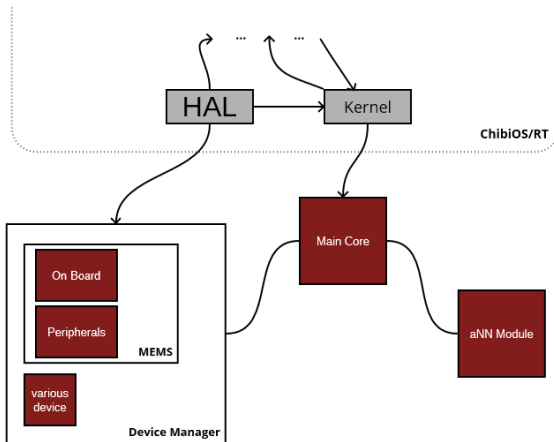 ... ...
HAL
Kernel
ChibiOS/RT
Main Core
On Board
Peripherals
MEMS
aNN Module
various
device
Device Manager